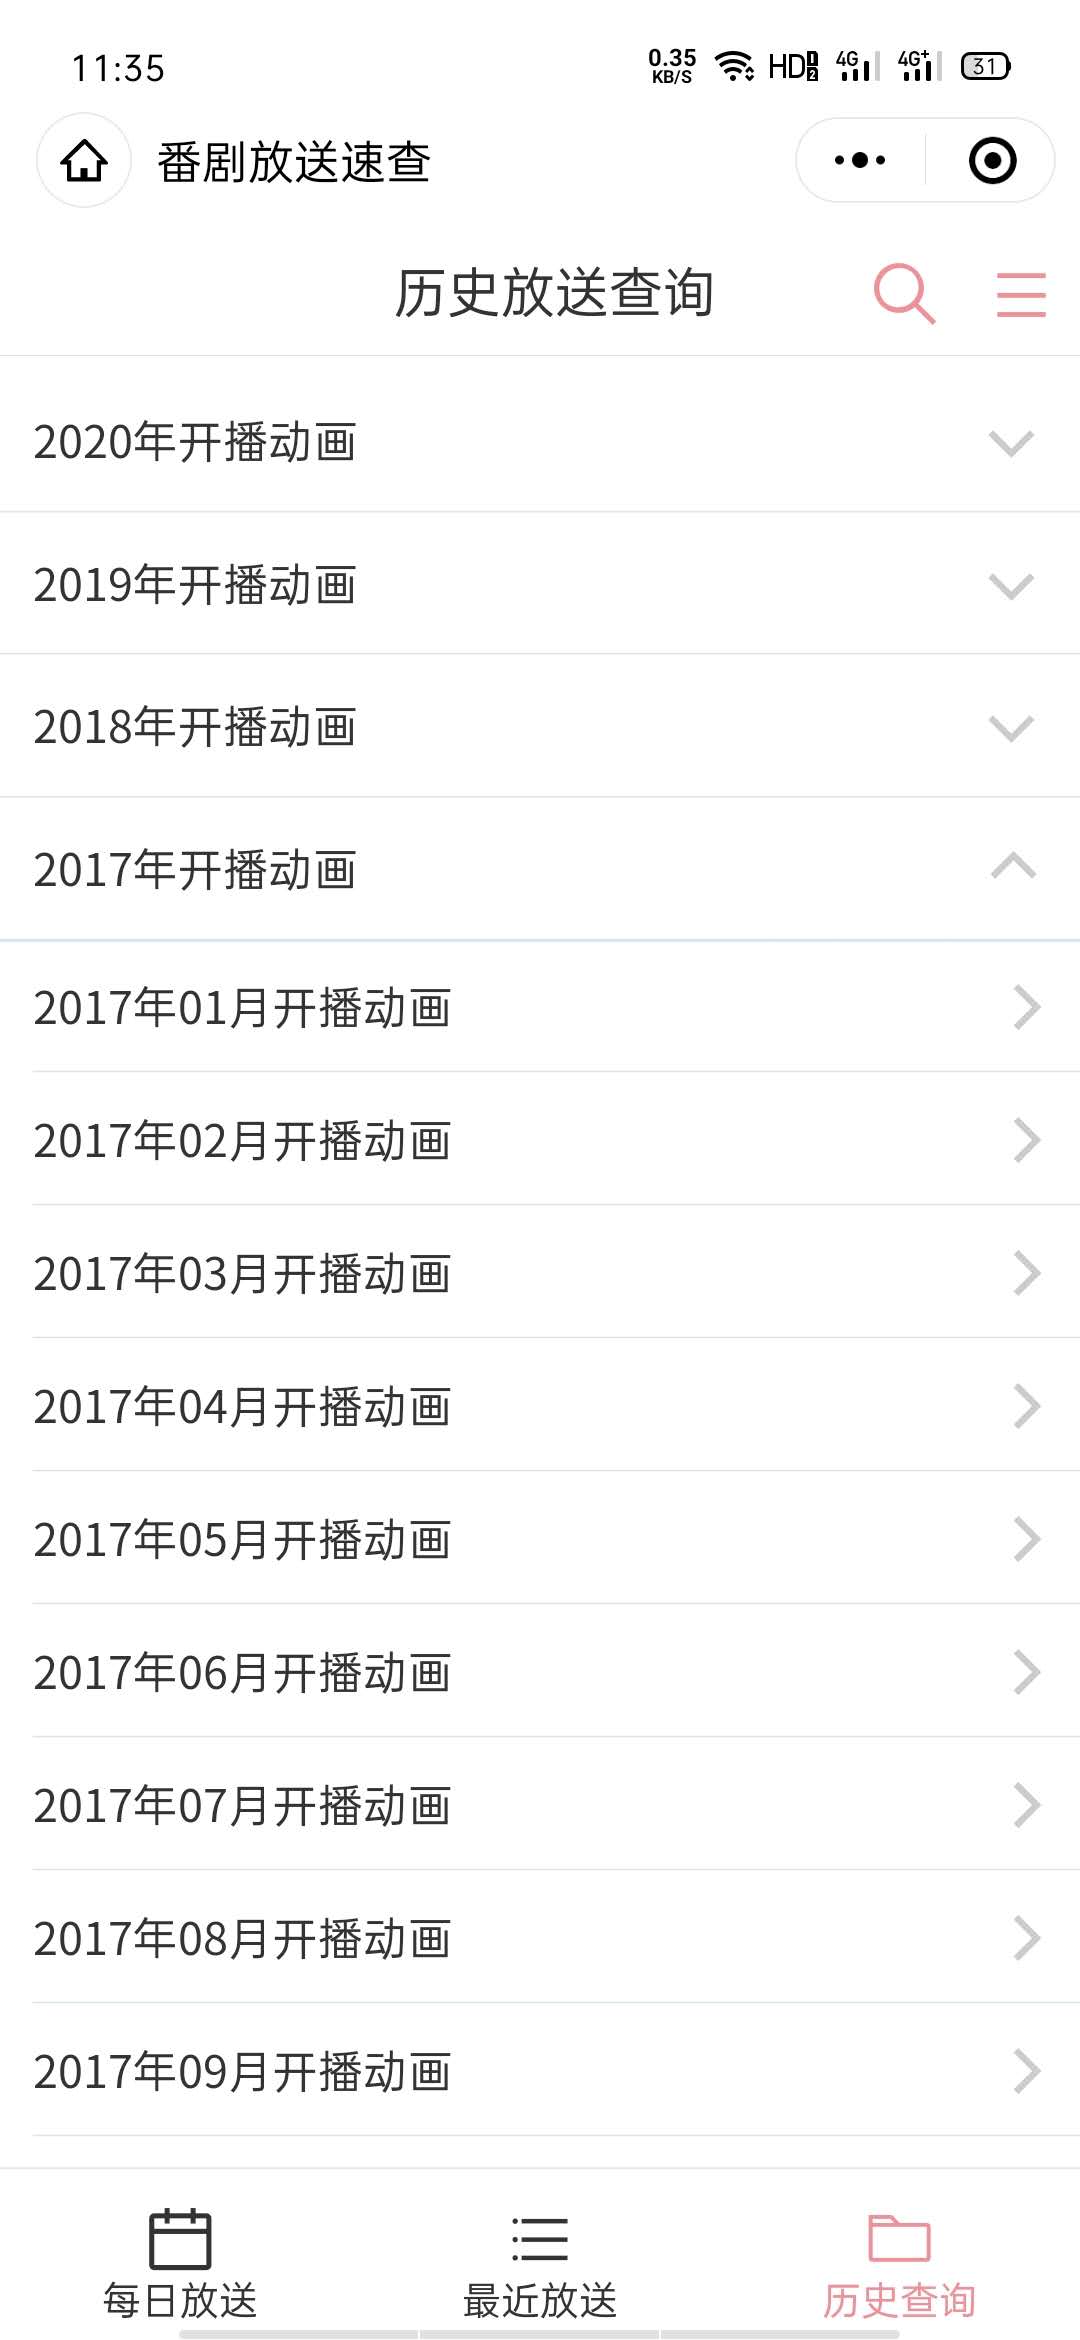 11:35 0.35 KB/S HD 1 2 4G 4G+ 31
番剧放送速查
历史放送查询
2020年开播动画
2019年开播动画
2018年开播动画
2017年开播动画
2017年01月开播动画
2017年02月开播动画
2017年03月开播动画
2017年04月开播动画
2017年05月开播动画
2017年06月开播动画
2017年07月开播动画
2017年08月开播动画
2017年09月开播动画
每日放送 最近放送 历史查询